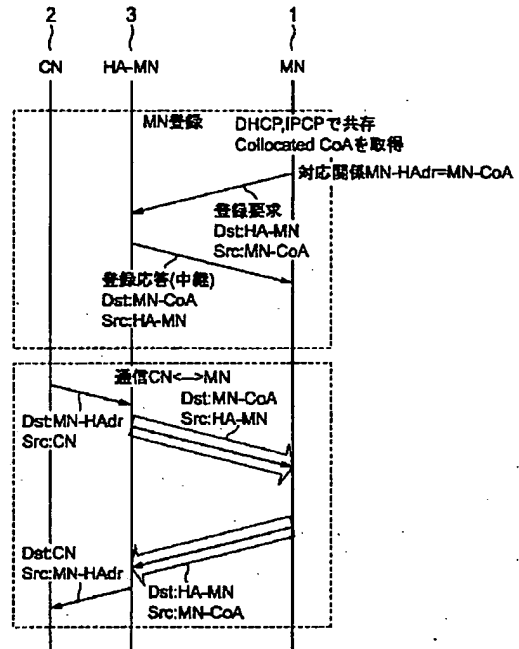 2 3 1
CN HA-MN MN
MN登録
DHCP,IPCPで共存
Collocated CoAを取得
対応関係MN-HAdr=MN-CoA
登録要求
Dst:HA-MN
Src:MN-CoA
登録応答(中継)
Dst:MN-CoA
Src:HA-MN
通信CN<—>MN
Dst:MN-CoA
Src:HA-MN
Dst:MN-HAdr
Src:CN
Dst:CN
Src:MN-HAdr
Dst:HA-MN
Src:MN-CoA